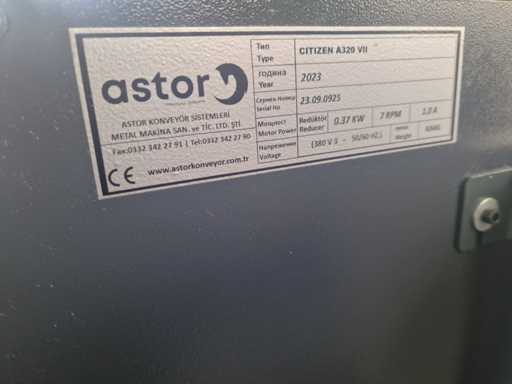 astor
ASTOR KONVEYÖR SİSTEMLERİ
METAL MAKİNA SAN. ve TİC. LTD. ŞTİ.
Fax:0332 342 27 91 | Tel:0332 342 27 90
www.astorkonveyor.com.tr
CE
Тип
Type
CITIZEN A320 VII
година
Year
2023
Сериен Номер
Serial No
23.09.0925
Мощност
Motor Power
Redüktör
Reducer
0.37 KW
7 RPM
1.0 A
Напрежение
Voltage
(380 V 3 ~ 50/60 HZ.)
Weight